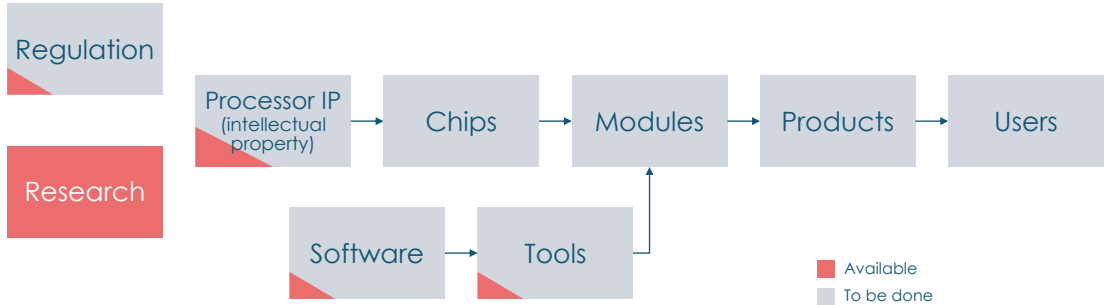 Regulation
Research
Processor IP
(intellectual
property)
Chips
Modules
Products
Users
Software
Tools
Available
To be done